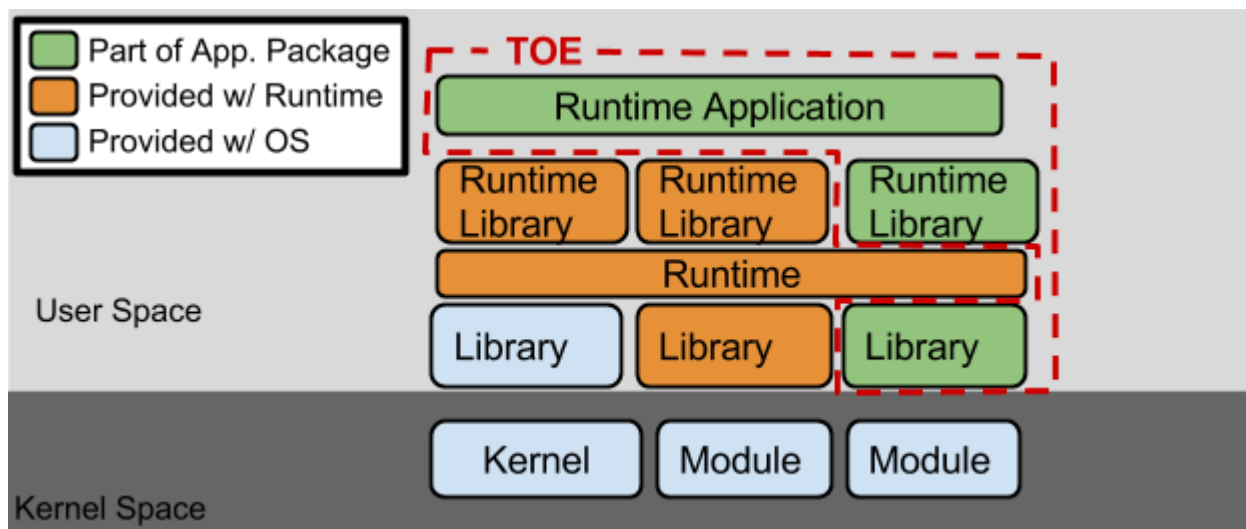 Part of App. Package
Provided w/ Runtime
Provided w/ OS
TOE
Runtime Application
Runtime
Library
Runtime
Library
Runtime
Library
Runtime
User Space
Library
Library
Library
Kernel
Module
Module
Kernel Space